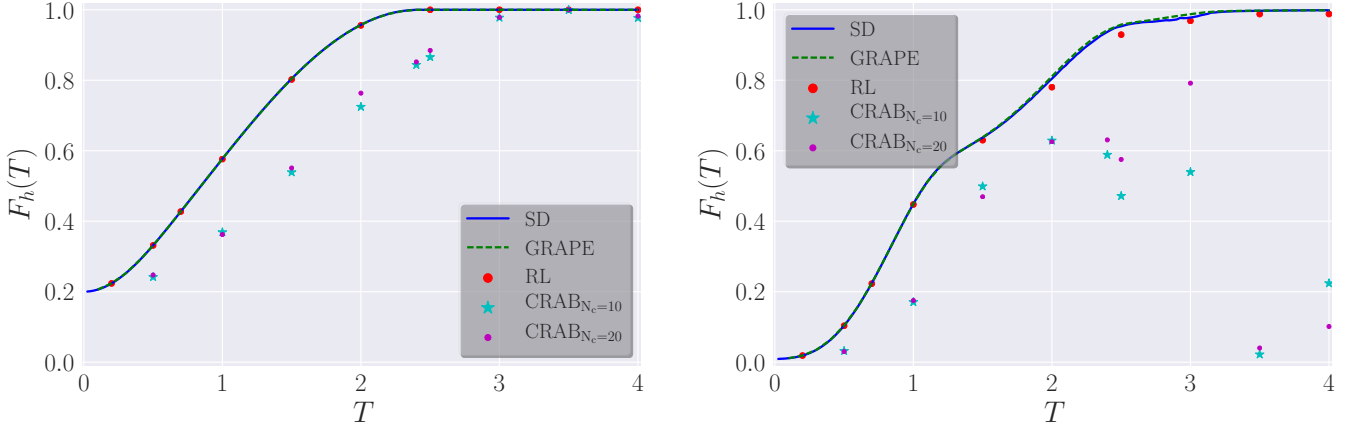 1.0
0.8
0.6
0.4
0.2
0.0
F_h(T)
0
1
2
3
4
T
SD
GRAPE
RL
CRAB_{N_c=10}
CRAB_{N_c=20}
1.0
0.8
0.6
0.4
0.2
0.0
F_h(T)
0
1
2
3
4
T
SD
GRAPE
RL
CRAB_{N_c=10}
CRAB_{N_c=20}